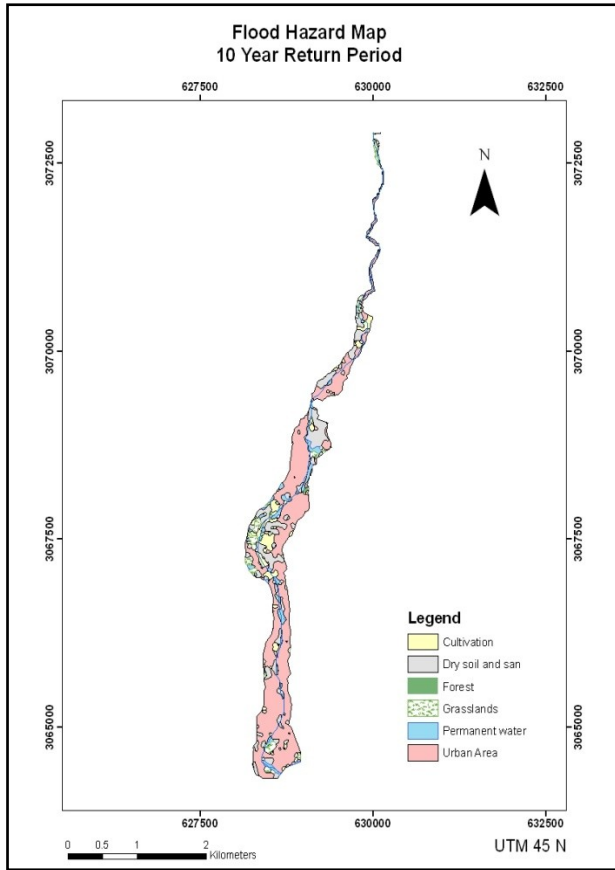 Flood Hazard Map
10 Year Return Period
627500 630000 632500
3072500 3072500
N
3070000 3070000
3067500 3067500
Legend
Cultivation
Dry soil and san
Forest
Grasslands
3065000 Permanent water 3065000
Urban Area
627500 630000 632500
0 0.5 1 2
Kilometers
UTM 45 N